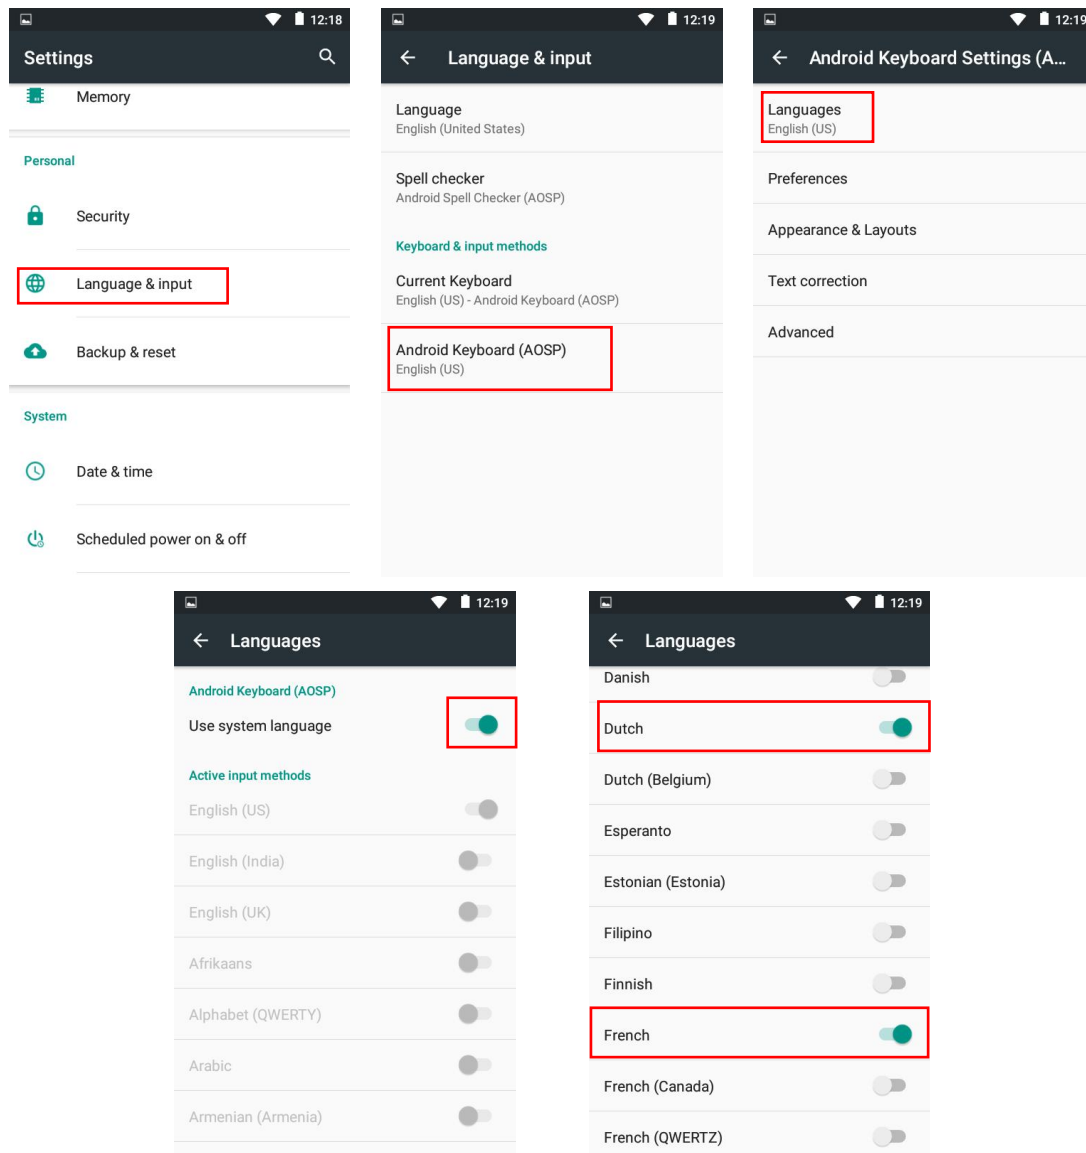 12:18
Settings
Memory
Personal
Security
Language & input
Backup & reset
System
Date & time
Scheduled power on & off
12:19
Language & input
Language
English (United States)
Spell checker
Android Spell Checker (AOSP)
Keyboard & input methods
Current Keyboard
English (US) - Android Keyboard (AOSP)
Android Keyboard (AOSP)
English (US)
12:19
Android Keyboard Settings (A...
Languages
English (US)
Preferences
Appearance & Layouts
Text correction
Advanced
12:19
Languages
Android Keyboard (AOSP)
Use system language
Active input methods
English (US)
English (India)
English (UK)
Afrikaans
Alphabet (QWERTY)
Arabic
Armenian (Armenia)
12:19
Languages
Danish
Dutch
Dutch (Belgium)
Esperanto
Estonian (Estonia)
Filipino
Finnish
French
French (Canada)
French (QWERTZ)